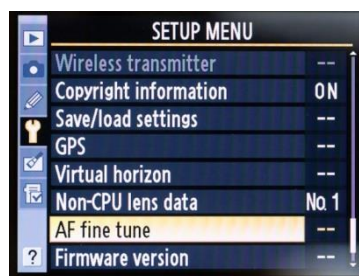 SETUP MENU
Wireless transmitter --
Copyright information ON
Save/load settings --
GPS --
Virtual horizon --
Non-CPU lens data No. 1
AF fine tune --
Firmware version --
?